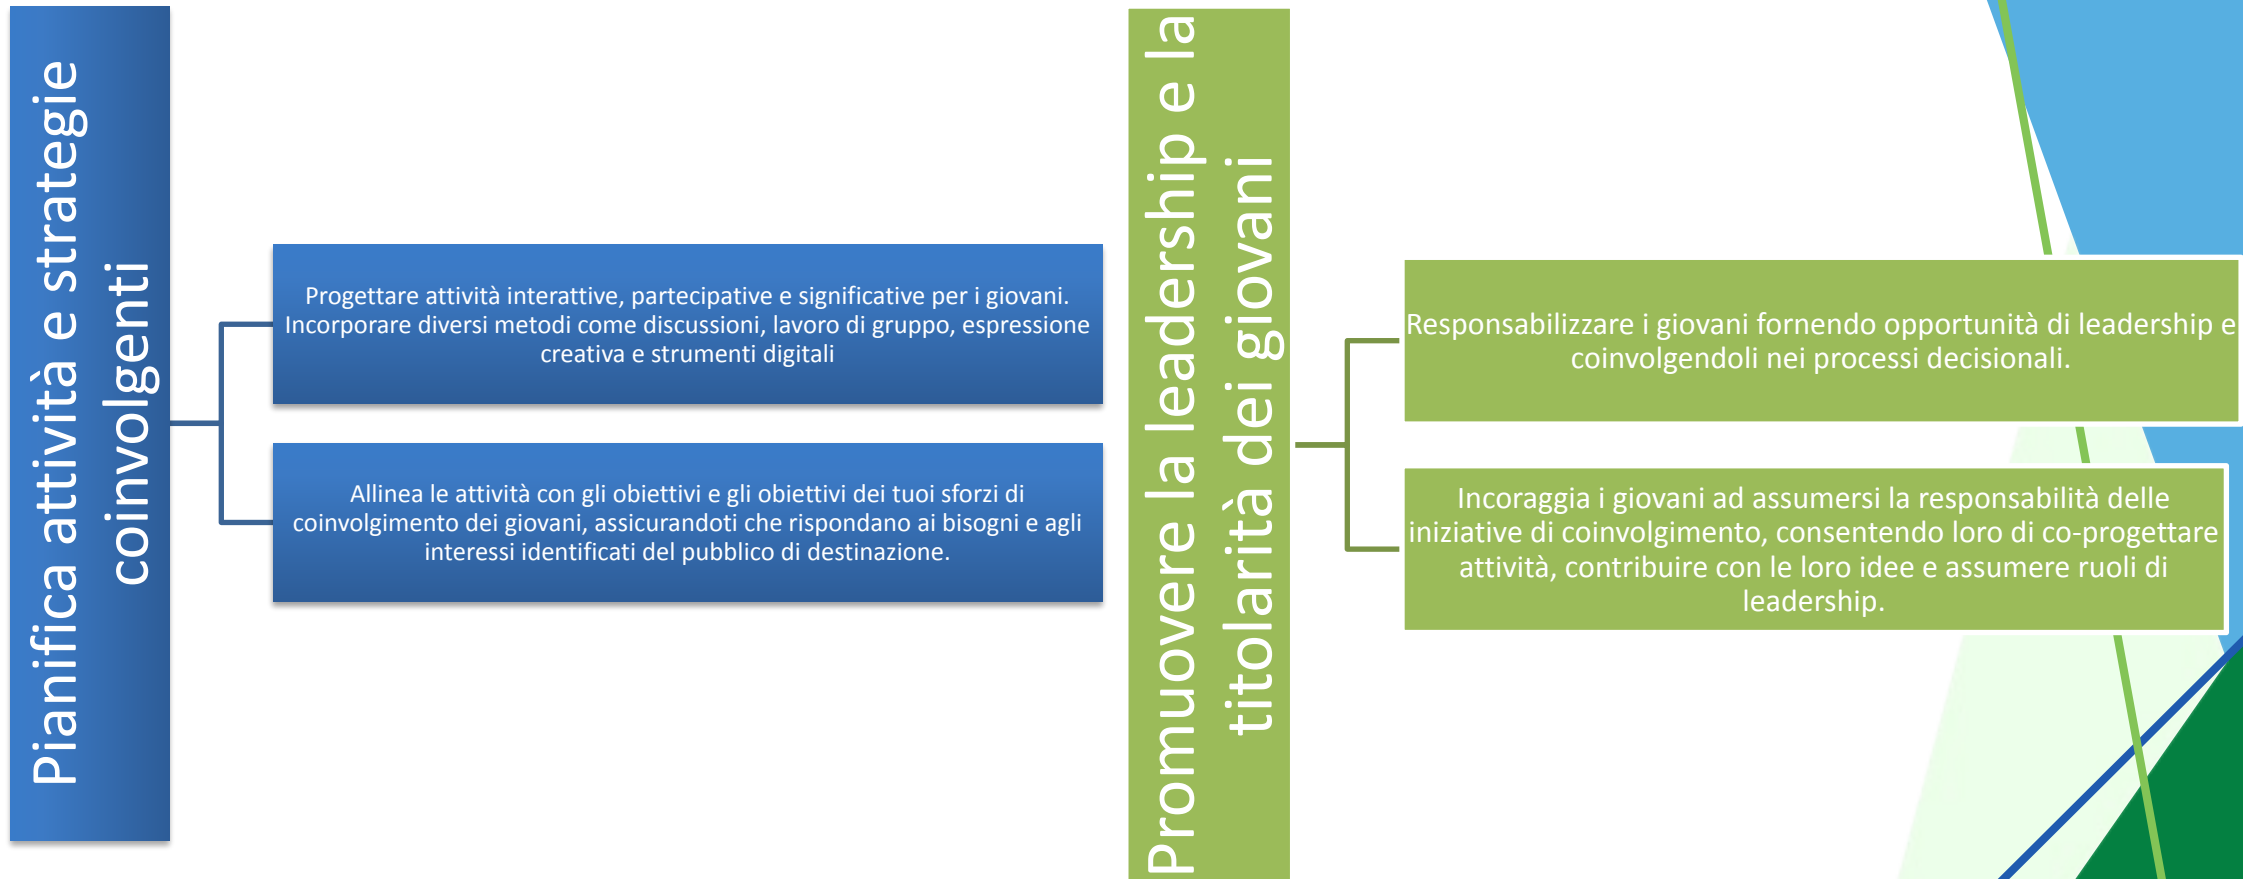 Pianifica attività e strategie
coinvolgenti
Progettare attività interattive, partecipative e significative per i giovani.
Incorporare diversi metodi come discussioni, lavoro di gruppo, espressione
creativa e strumenti digitali
Allinea le attività con gli obiettivi e gli obiettivi dei tuoi sforzi di
coinvolgimento dei giovani, assicurandoti che rispondano ai bisogni e agli
interessi identificati del pubblico di destinazione.
Promuovere la leadership e la
titolarità dei giovani
Responsabilizzare i giovani fornendo opportunità di leadership e
coinvolgendoli nei processi decisionali.
Incoraggia i giovani ad assumersi la responsabilità delle
iniziative di coinvolgimento, consentendo loro di co-progettare
attività, contribuire con le loro idee e assumere ruoli di
leadership.